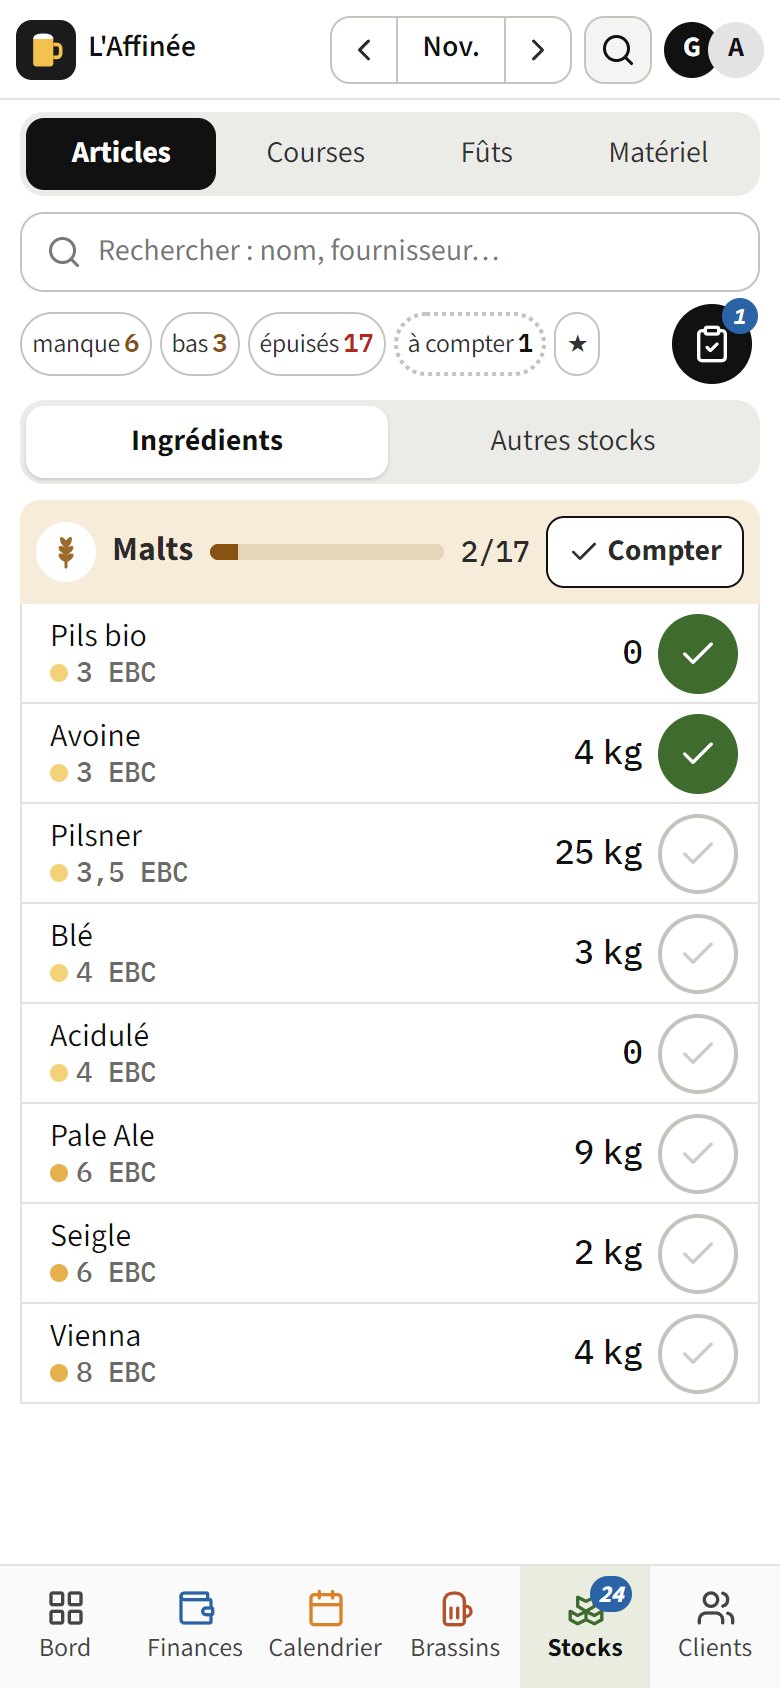 L'Affinée
Nov.
G
A
Articles
Courses
Fûts
Matériel
Rechercher : nom, fournisseur…
manque 6
bas 3
épuisés 17
à compter 1
★
1
Ingrédients
Autres stocks
Malts
2/17
Compter
Pils bio
3 EBC
0
Avoine
3 EBC
4 kg
Pilsner
3,5 EBC
25 kg
Blé
4 EBC
3 kg
Acidulé
4 EBC
0
Pale Ale
6 EBC
9 kg
Seigle
6 EBC
2 kg
Vienna
8 EBC
4 kg
Bord
Finances
Calendrier
Brassins
24
Stocks
Clients